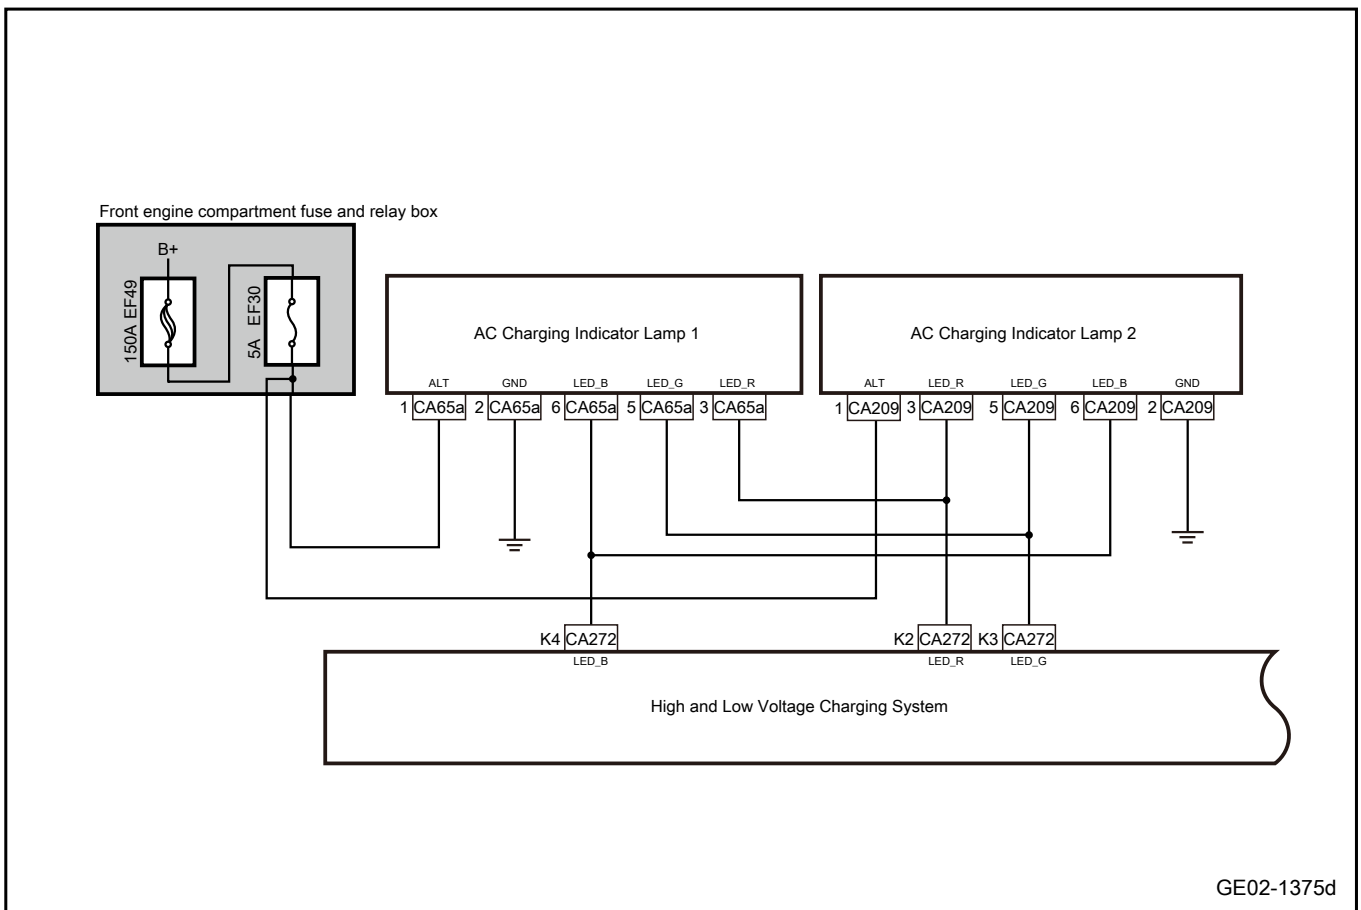 Front engine compartment fuse and relay box
B+
150A EF49
5A EF30
AC Charging Indicator Lamp 1
AC Charging Indicator Lamp 2
ALT GND LED_B LED_G LED_R
ALT LED_R LED_G LED_B GND
1 CA65a 2 CA65a 6 CA65a 5 CA65a 3 CA65a
1 CA209 3 CA209 5 CA209 6 CA209 2 CA209
K4 CA272 K2 CA272 K3 CA272
LED_B LED_R LED_G
High and Low Voltage Charging System
GE02-1375d